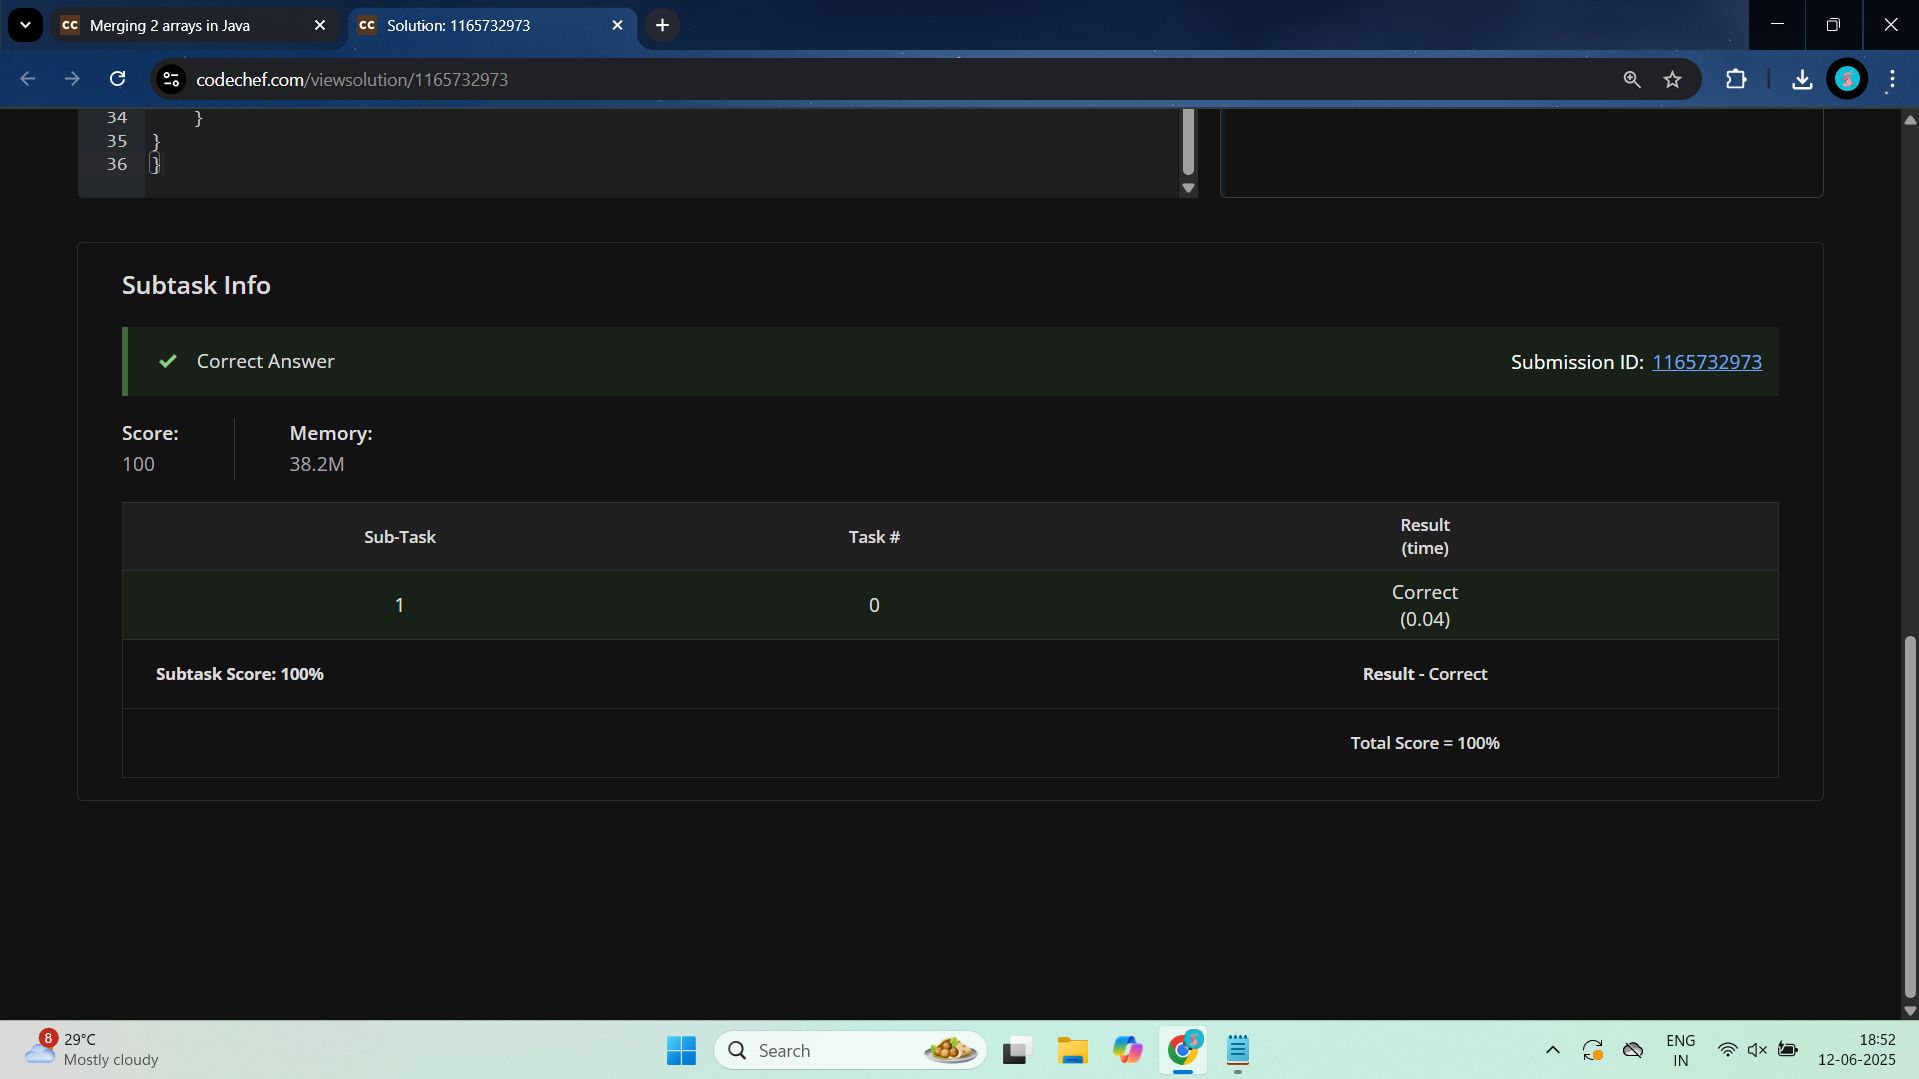 Merging 2 arrays in Java
Solution: 1165732973
codechef.com/viewsolution/1165732973
34 }
35 }
36 }
Subtask Info
Correct Answer
Submission ID: 1165732973
Score:
100
Memory:
38.2M
Sub-Task Task # Result
(time)
1 0 Correct
(0.04)
Subtask Score: 100% Result - Correct
Total Score = 100%
8
29°C
Mostly cloudy
Search
ENG
IN
18:52
12-06-2025